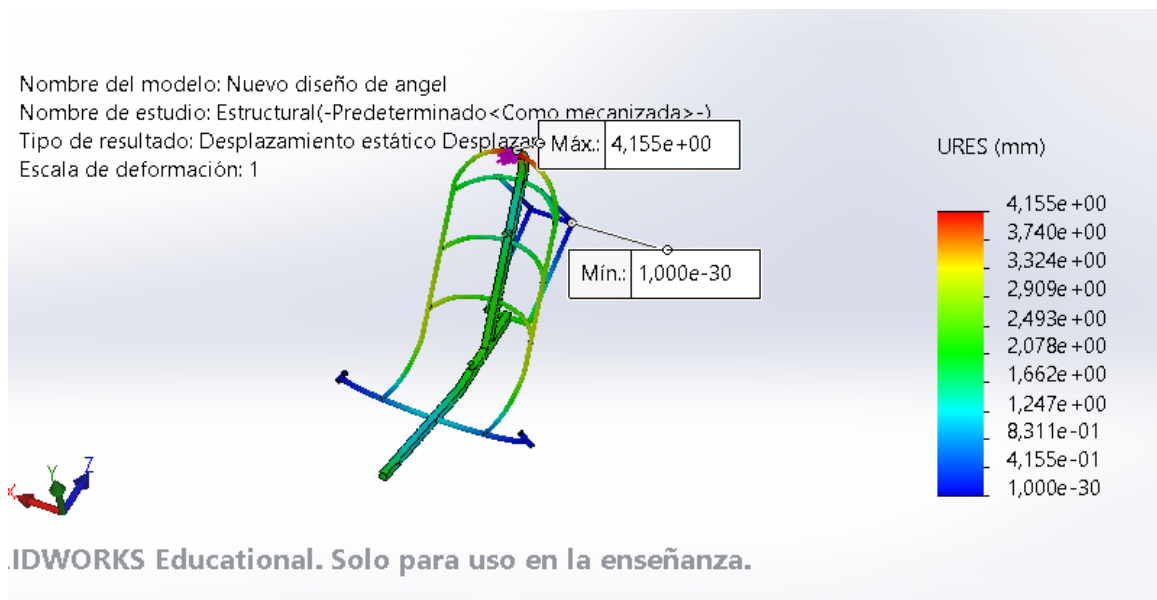 Nombre del modelo: Nuevo diseño de angel
Nombre de estudio: Estructural(-Predeterminado<Como mecanizada>-)
Tipo de resultado: Desplazamiento estático
Escala de deformación: 1
Máx.: 4,155e+00
Mín.: 1,000e-30
URES (mm)
4,155e+00
3,740e+00
3,324e+00
2,909e+00
2,493e+00
2,078e+00
1,662e+00
1,247e+00
8,311e-01
4,155e-01
1,000e-30
Y
Z
X
LIDWORKS Educational. Solo para uso en la enseñanza.